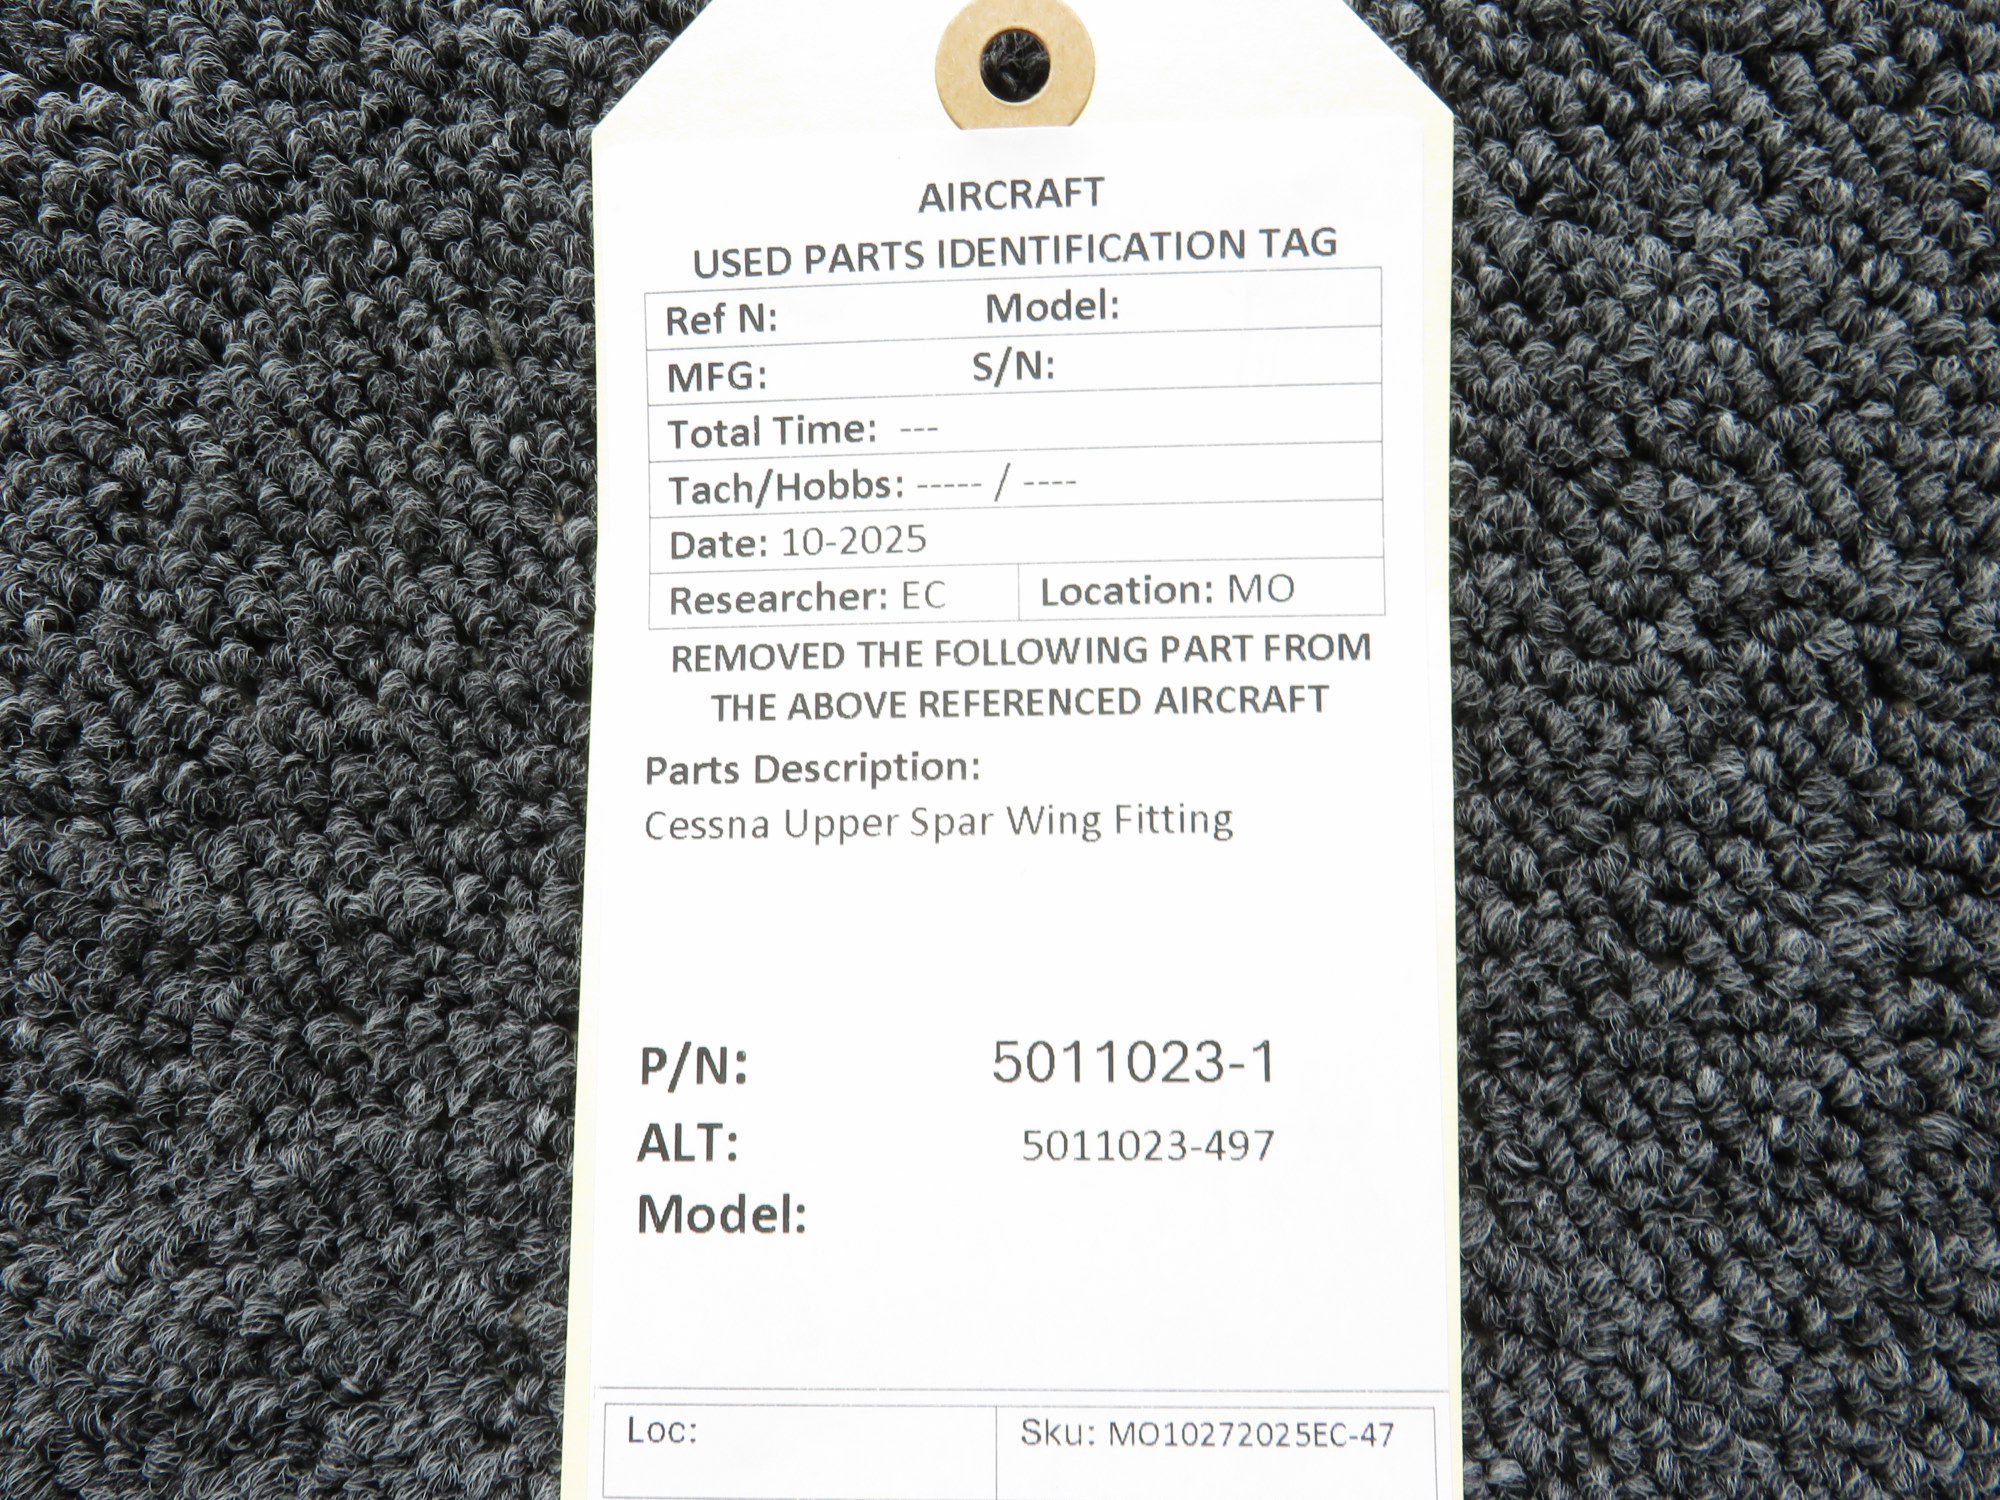 AIRCRAFT
USED PARTS IDENTIFICATION TAG
Ref N: Model:
MFG: S/N:
Total Time: ---
Tach/Hobbs: ----- / ----
Date: 10-2025
Researcher: EC Location: MO
REMOVED THE FOLLOWING PART FROM
THE ABOVE REFERENCED AIRCRAFT
Parts Description:
Cessna Upper Spar Wing Fitting
P/N: 5011023-1
ALT: 5011023-497
Model:
Loc: Sku: MO10272025EC-47